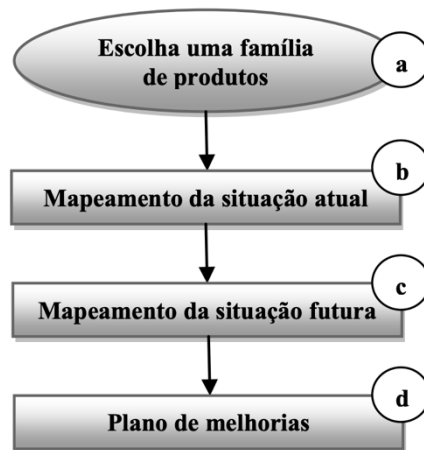 Escolha uma família
de produtos
a
b
Mapeamento da situação atual
c
Mapeamento da situação futura
d
Plano de melhorias